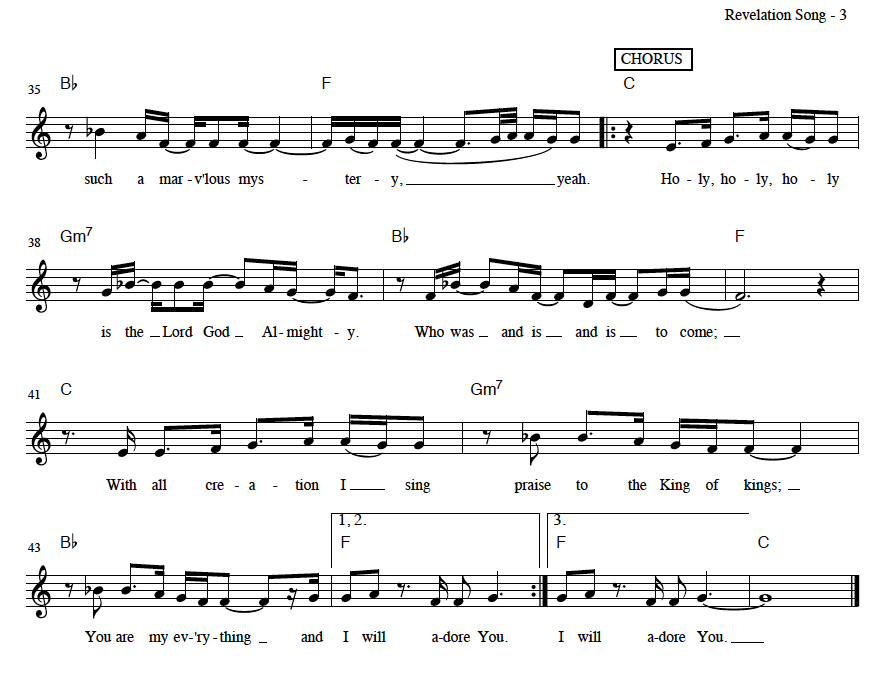 Revelation Song - 3
CHORUS
35 B♭ F C
such a mar-v'lous mys - ter - y, yeah. Ho - ly, ho - ly, ho - ly
38 Gm7 B♭ F
is the Lord God Al-might - y. Who was and is and is to come;
41 C Gm7
With all cre - a - tion I sing praise to the King of kings;
1, 2. 3.
43 B♭ F F C
You are my ev-'ry-thing and I will a-dore You. I will a-dore You.